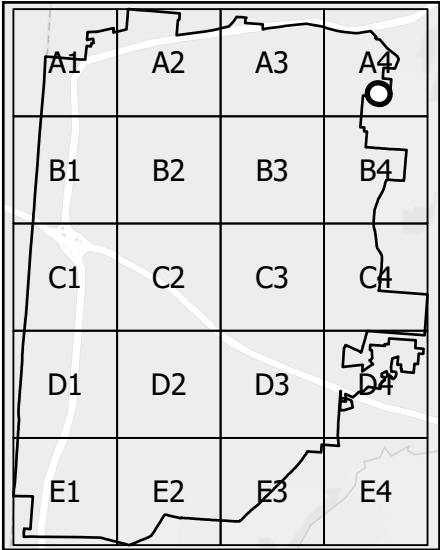 A1 A2 A3 A4
B1 B2 B3 B4
C1 C2 C3 C4
D1 D2 D3 D4
E1 E2 E3 E4